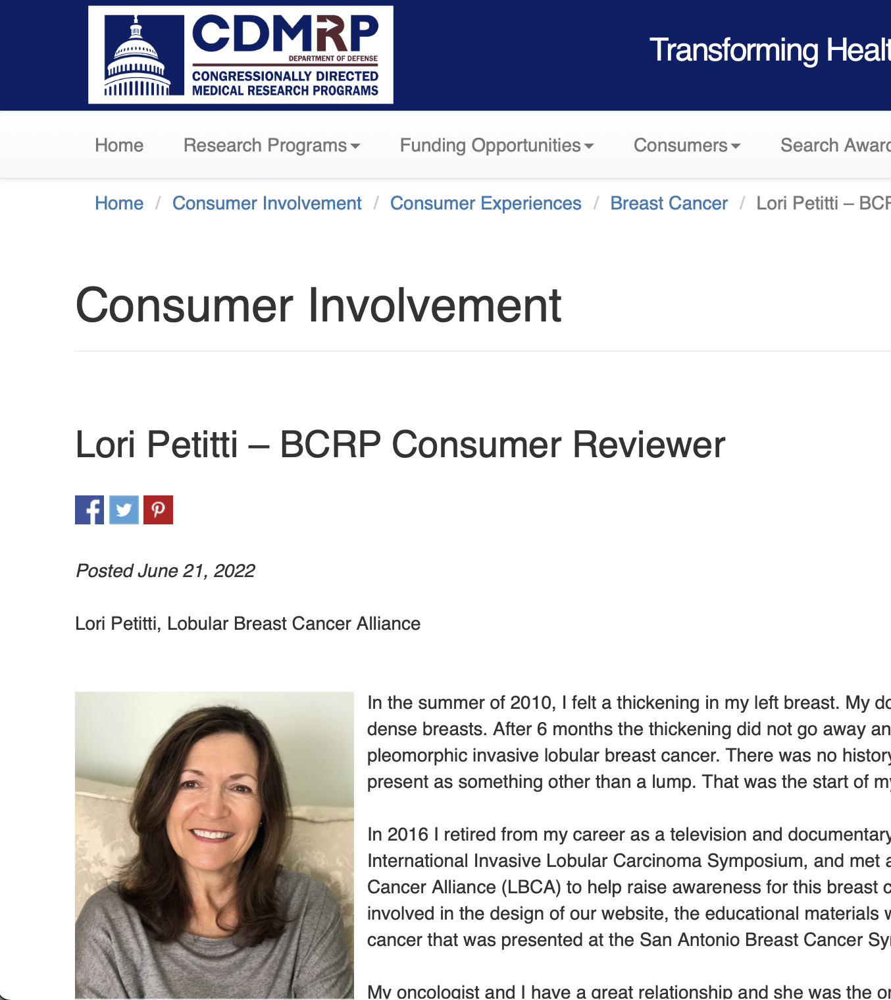 CDMRP
DEPARTMENT OF DEFENSE
CONGRESSIONALLY DIRECTED
MEDICAL RESEARCH PROGRAMS
Transforming Healt
Home Research Programs Funding Opportunities Consumers Search Awar
Home / Consumer Involvement / Consumer Experiences / Breast Cancer / Lori Petitti – BCR
Consumer Involvement
Lori Petitti – BCRP Consumer Reviewer
Posted June 21, 2022
Lori Petitti, Lobular Breast Cancer Alliance
In the summer of 2010, I felt a thickening in my left breast. My do
dense breasts. After 6 months the thickening did not go away an
pleomorphic invasive lobular breast cancer. There was no history
present as something other than a lump. That was the start of my
In 2016 I retired from my career as a television and documentary
International Invasive Lobular Carcinoma Symposium, and met a
Cancer Alliance (LBCA) to help raise awareness for this breast c
involved in the design of our website, the educational materials w
cancer that was presented at the San Antonio Breast Cancer Sy
My oncologist and I have a great relationship and she was the or